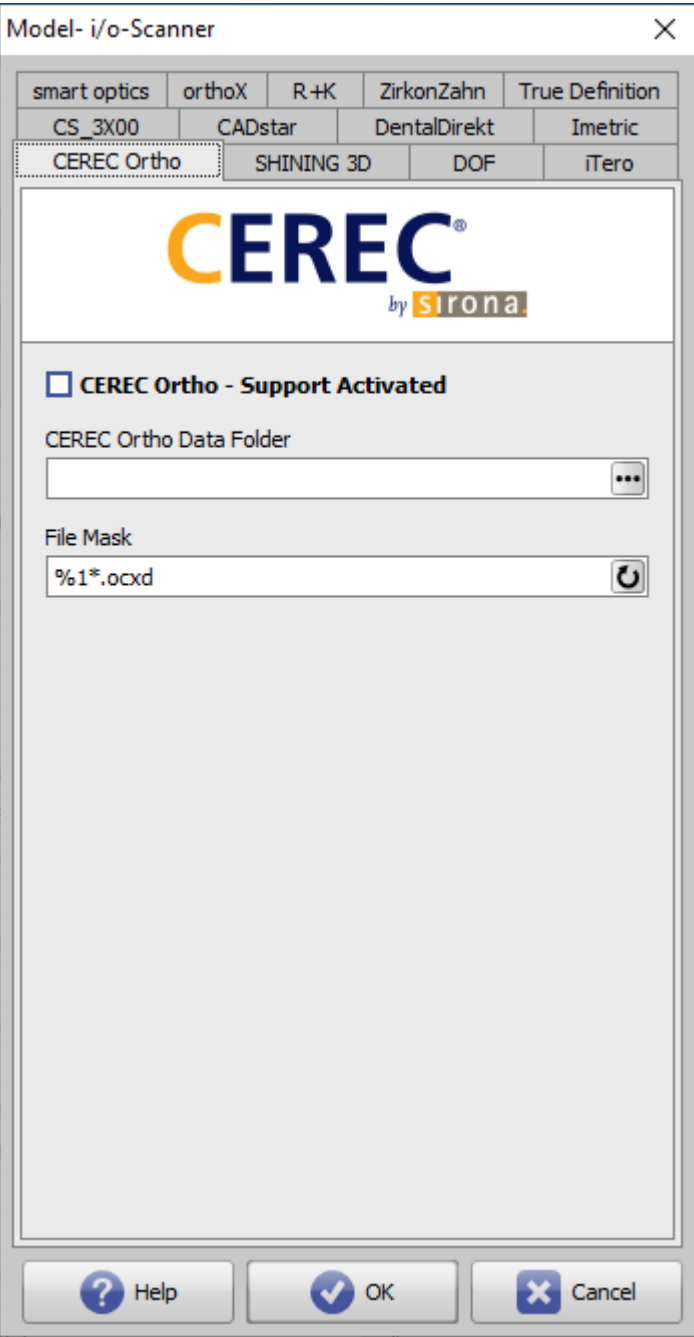 Model- i/o-Scanner
smart optics orthoX R+K ZirkonZahn True Definition
CS_3X00 CADstar DentalDirekt Imetric
CEREC Ortho SHINING 3D DOF iTero
CEREC®
by sirona.
CEREC Ortho - Support Activated
CEREC Ortho Data Folder
File Mask
%1*.ocxd
Help OK Cancel